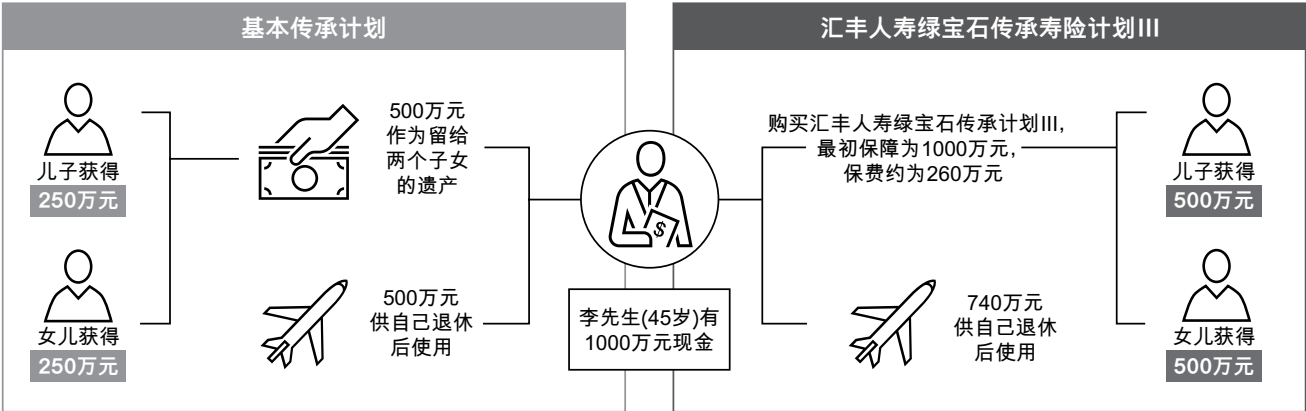 基本传承计划
儿子获得
250万元
女儿获得
250万元
500万元
作为留给
两个子女
的遗产
500万元
供自己退休
后使用
$
李先生(45岁)有
1000万元现金
汇丰人寿绿宝石传承寿险计划III
购买汇丰人寿绿宝石传承计划III,
最初保障为1000万元,
保费约为260万元
740万元
供自己退休
后使用
儿子获得
500万元
女儿获得
500万元